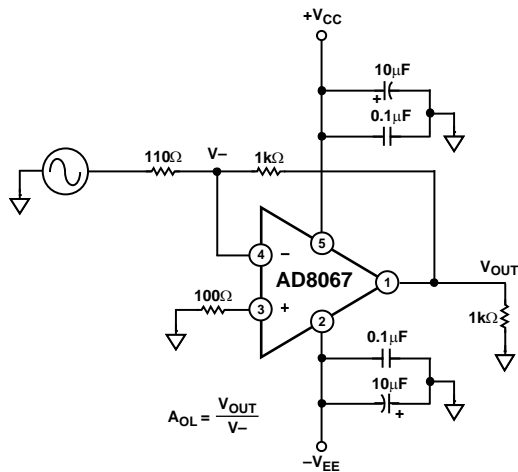 +VCC
10μF
+
0.1μF
110Ω
V–
1kΩ
5
4
–
AD8067
1
VOUT
100Ω
3
+
2
1kΩ
0.1μF
10μF
+
AOL = VOUT
V–
–VEE